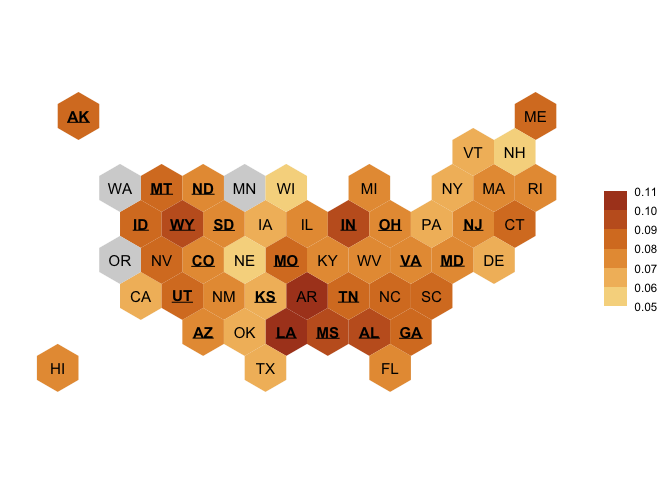 AK ME
VT NH
WA MT ND MN WI MI NY MA RI
ID WY SD IA IL IN OH PA NJ CT
OR NV CO NE MO KY WV VA MD DE
CA UT NM KS AR TN NC SC
AZ OK LA MS AL GA
HI TX FL
0.11
0.10
0.09
0.08
0.07
0.06
0.05